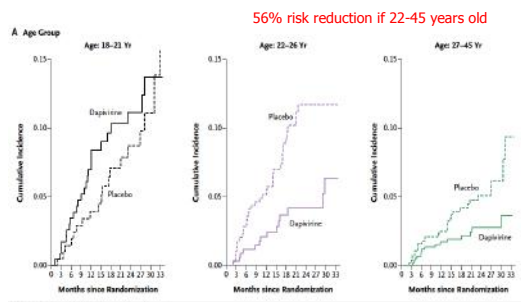 56% risk reduction if 22-45 years old
A Age Group
Age: 18–21 Yr
0.15
0.10
0.05
0.00
Cumulative Incidence
Dapivirine
Placebo
0 3 6 9 12 15 18 21 24 27 30 33
Months since Randomization
Age: 22–26 Yr
0.15
0.10
0.05
0.00
Cumulative Incidence
Placebo
Dapivirine
0 3 6 9 12 15 18 21 24 27 30 33
Months since Randomization
Age: 27–45 Yr
0.15
0.10
0.05
0.00
Cumulative Incidence
Placebo
Dapivirine
0 3 6 9 12 15 18 21 24 27 30 33
Months since Randomization